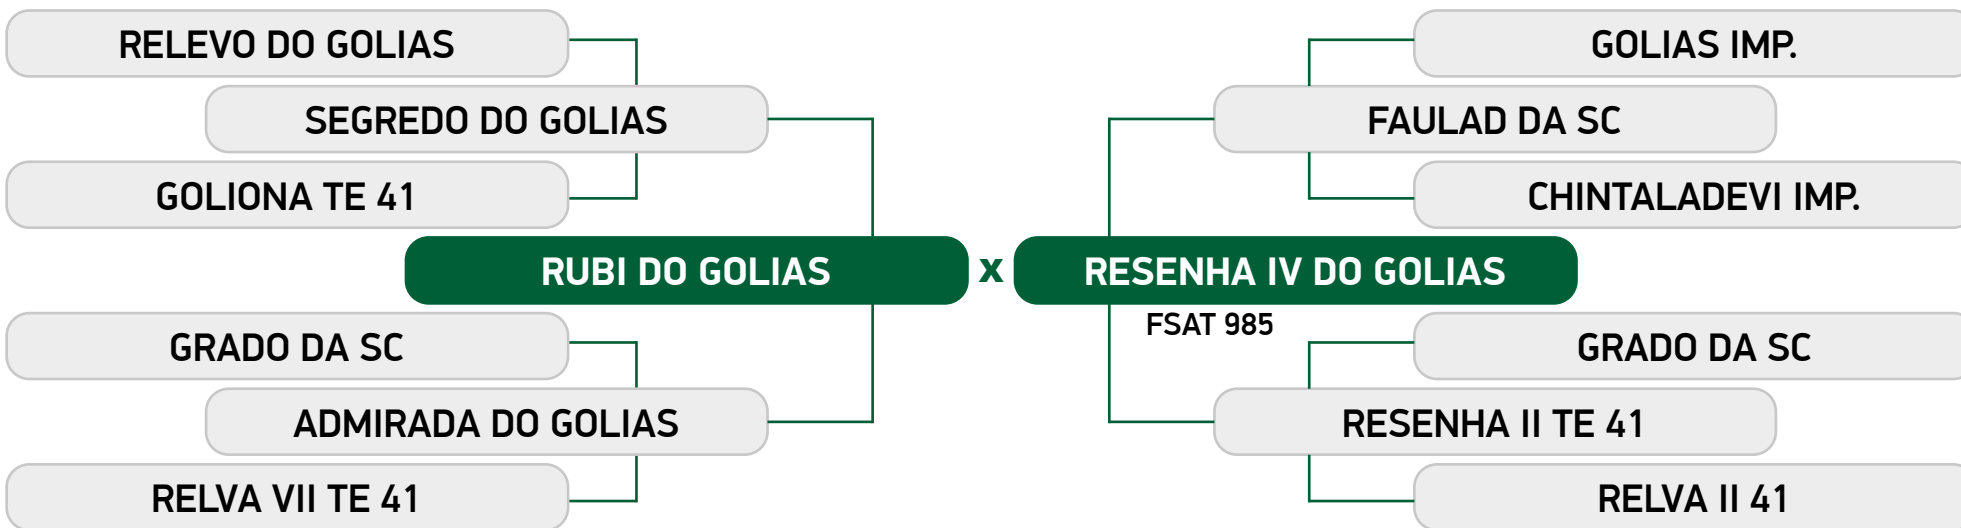 RELEVO DO GOLIAS
GOLIAS IMP.
SEGREDO DO GOLIAS
FAULAD DA SC
GOLIONA TE 41
CHINTALADEVI IMP.
RUBI DO GOLIAS x RESENHA IV DO GOLIAS
FSAT 985
GRADO DA SC
GRADO DA SC
ADMIRADA DO GOLIAS
RESENHA II TE 41
RELVA VII TE 41
RELVA II 41